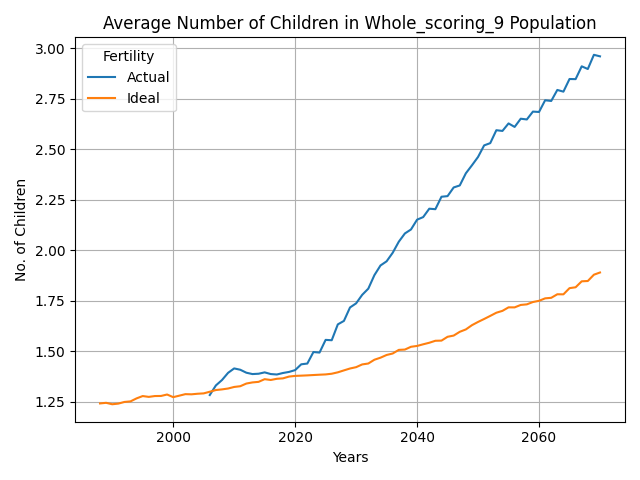 Average Number of Children in Whole_scoring_9 Population
Fertility
Actual
Ideal
No. of Children
3.00
2.75
2.50
2.25
2.00
1.75
1.50
1.25
2000 2020 2040 2060
Years